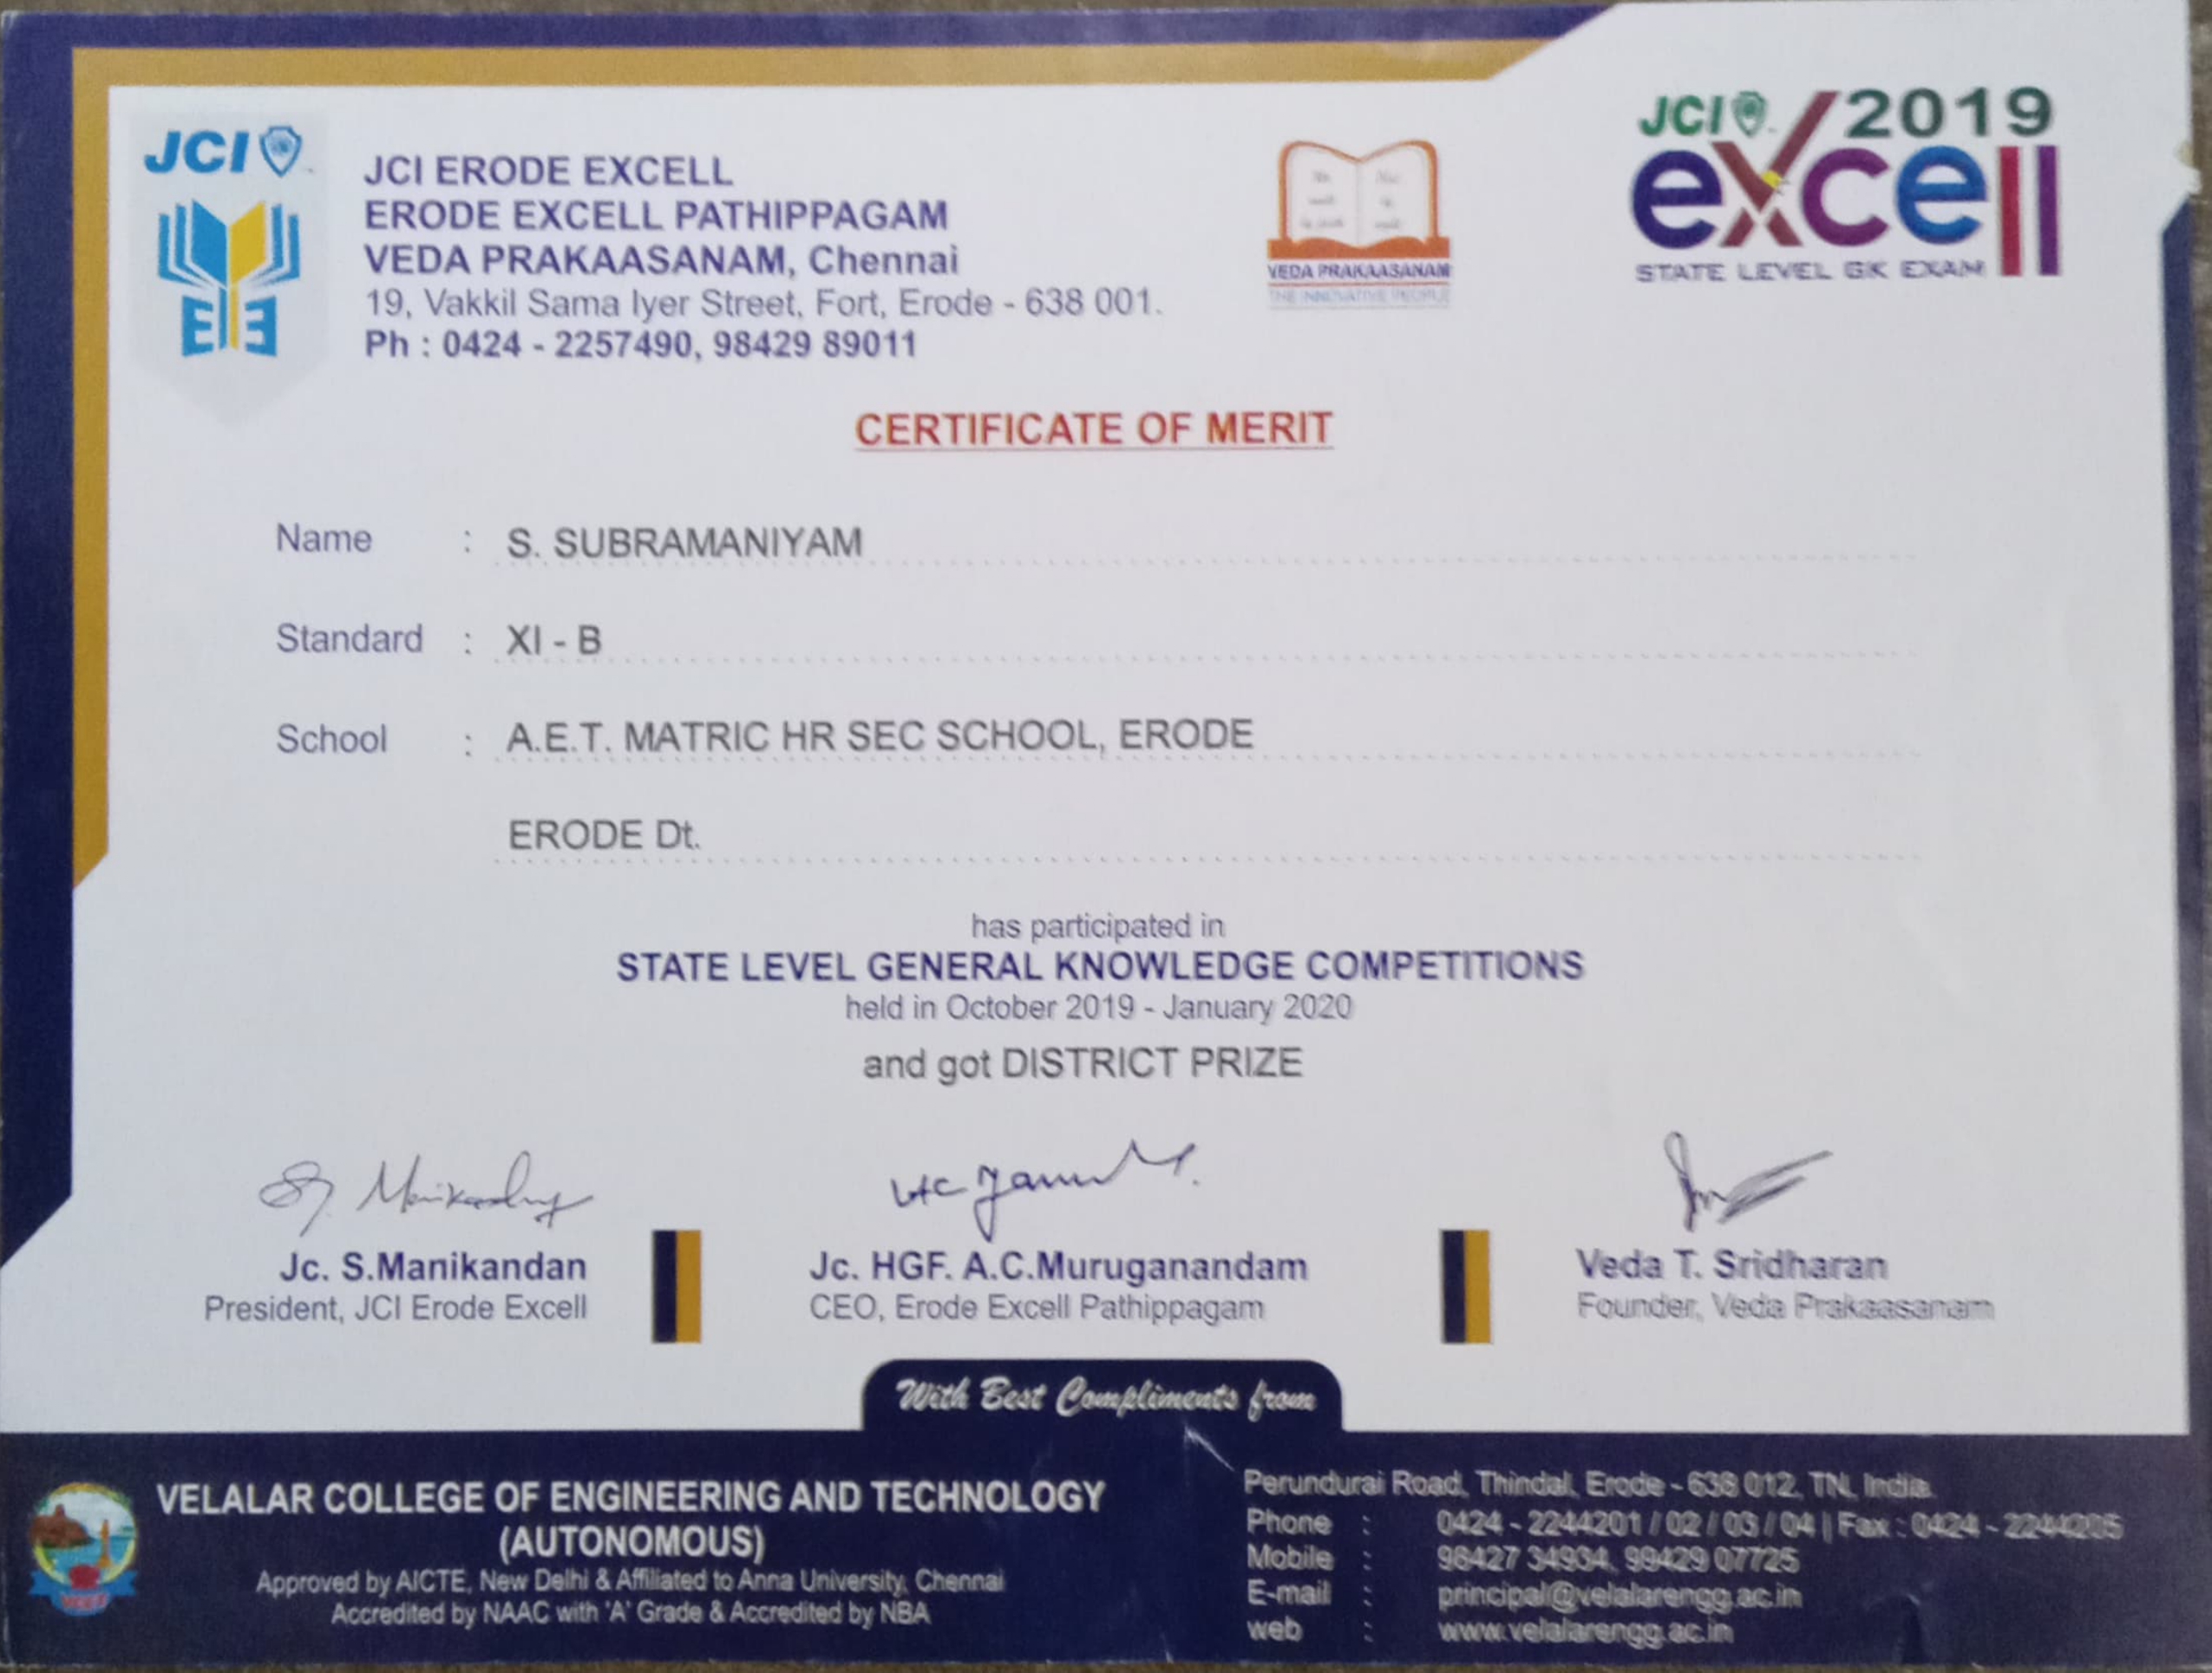 JCI
JCI ERODE EXCELL
ERODE EXCELL PATHIPPAGAM
VEDA PRAKAASANAM, Chennai
19, Vakkil Sama Iyer Street, Fort, Erode - 638 001.
Ph : 0424 - 2257490, 98429 89011
VEDA PRAKAASANAM
THE INNOVATIVE PEOPLE
JCI 2019
excell
STATE LEVEL GK EXAM
CERTIFICATE OF MERIT
Name : S. SUBRAMANIYAM
Standard : XI - B
School : A.E.T. MATRIC HR SEC SCHOOL, ERODE
ERODE Dt.
has participated in
STATE LEVEL GENERAL KNOWLEDGE COMPETITIONS
held in October 2019 - January 2020
and got DISTRICT PRIZE
Jc. S.Manikandan
President, JCI Erode Excell
Jc. HGF. A.C.Muruganandam
CEO, Erode Excell Pathippagam
Veda T. Sridharan
Founder, Veda Prakaasanam
With Best Compliments from
VELALAR COLLEGE OF ENGINEERING AND TECHNOLOGY
(AUTONOMOUS)
Approved by AICTE, New Delhi & Affiliated to Anna University, Chennai
Accredited by NAAC with 'A' Grade & Accredited by NBA
Perundurai Road, Thindal, Erode - 638 012, TN, India.
Phone : 0424 - 2244201 / 02 / 03 / 04 | Fax : 0424 - 2244205
Mobile : 98427 34934, 99429 07725
E-mail : principal@velalarengg.ac.in
web : www.velalarengg.ac.in